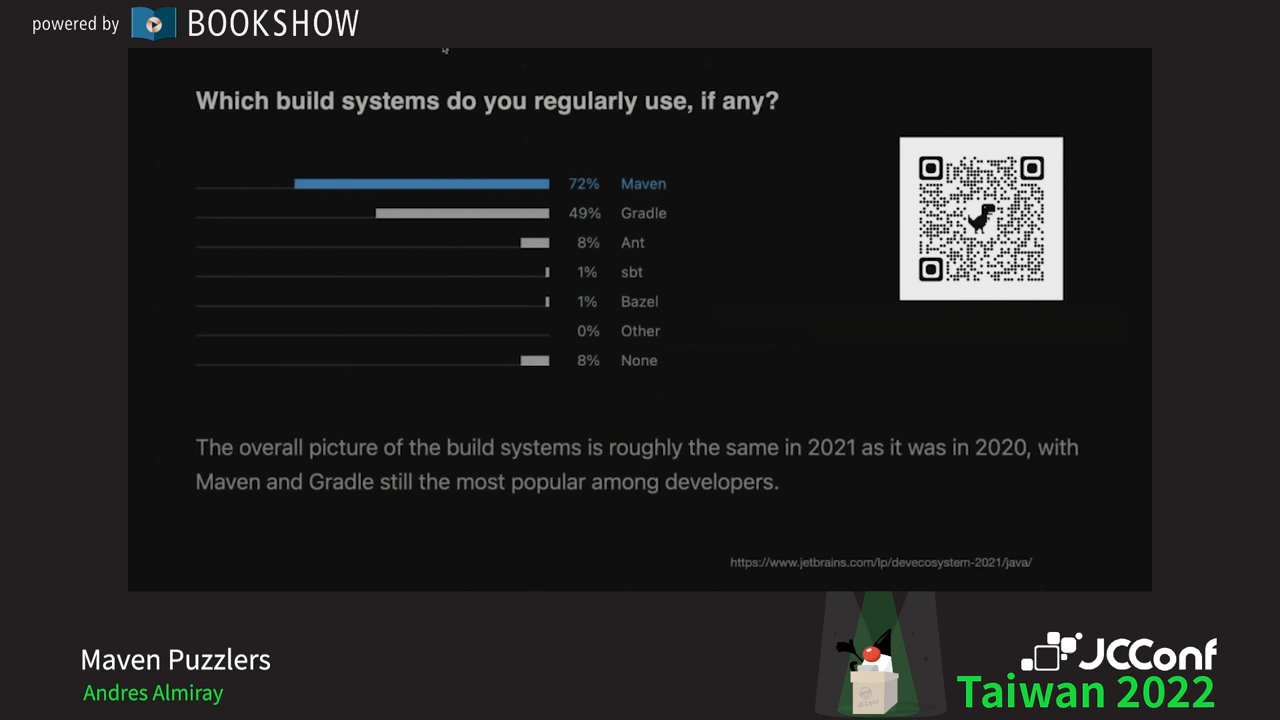 powered by BOOKSHOW
Which build systems do you regularly use, if any?
72% Maven
49% Gradle
8% Ant
1% sbt
1% Bazel
0% Other
8% None
The overall picture of the build systems is roughly the same in 2021 as it was in 2020, with
Maven and Gradle still the most popular among developers.
https://www.jetbrains.com/lp/devecosystem-2021/java/
Maven Puzzlers
Andres Almiray
JCConf
JCConf
Taiwan 2022